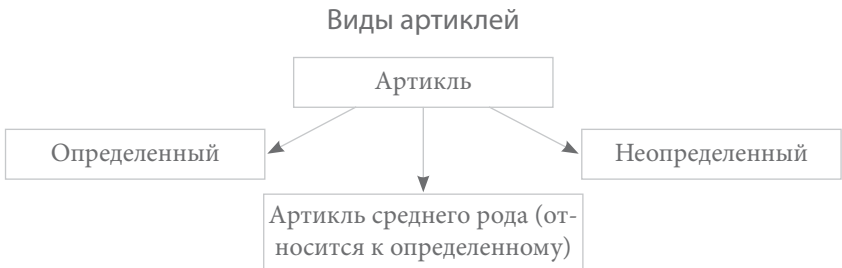 Виды артиклей
Артикль
Определенный
Неопределенный
Артикль среднего рода (от-
носится к определенному)